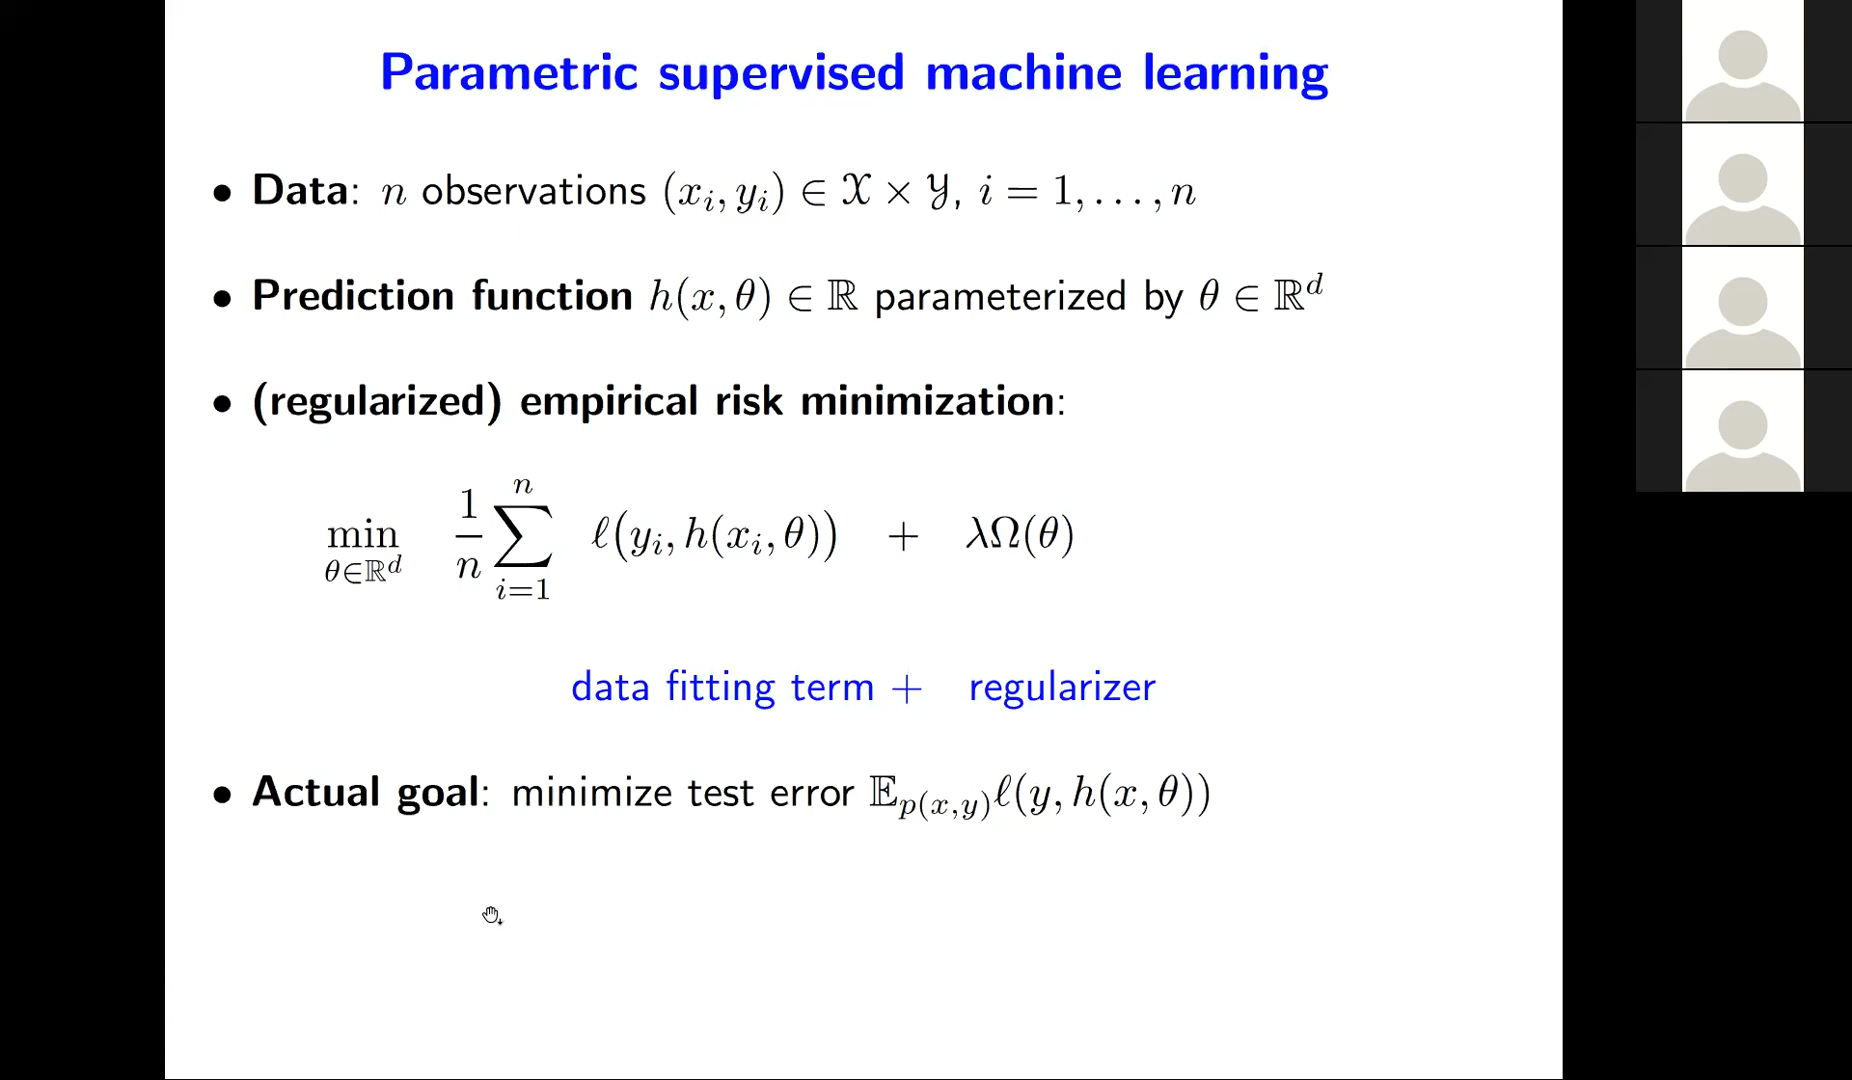 Parametric supervised machine learning
• Data: n observations (xᵢ, yᵢ) ∈ 𝒳 × 𝒴, i = 1, . . . , n
• Prediction function h(x, θ) ∈ ℝ parameterized by θ ∈ ℝᵈ
• (regularized) empirical risk minimization:
min_{θ∈ℝᵈ} 1/n ∑_{i=1}^{n} ℓ(yᵢ, h(xᵢ, θ)) + λΩ(θ)
data fitting term + regularizer
• Actual goal: minimize test error 𝔼_{p(x,y)}ℓ(y, h(x, θ))